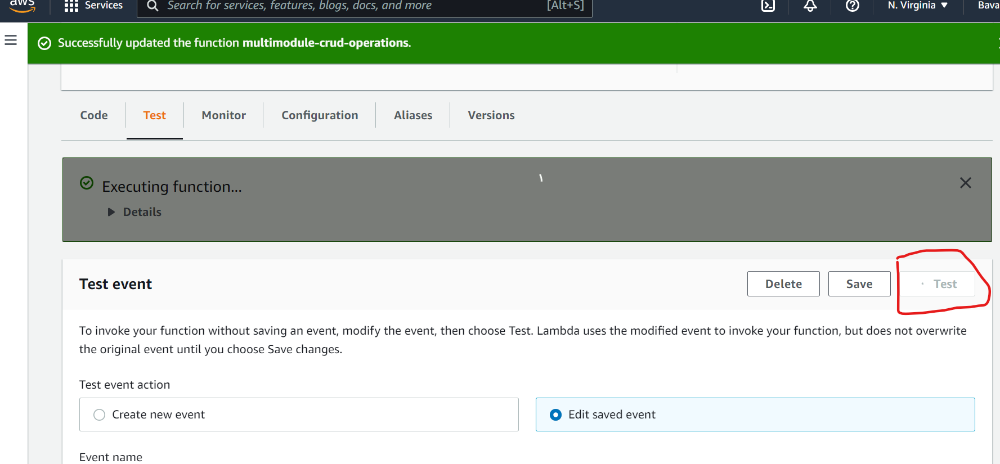 aws Services Search for services, features, blogs, docs, and more [Alt+S] N. Virginia Bava
Successfully updated the function multimodule-crud-operations.
Code Test Monitor Configuration Aliases Versions
Executing function...
Details
Test event Delete Save Test
To invoke your function without saving an event, modify the event, then choose Test. Lambda uses the modified event to invoke your function, but does not overwrite
the original event until you choose Save changes.
Test event action
Create new event Edit saved event
Event name